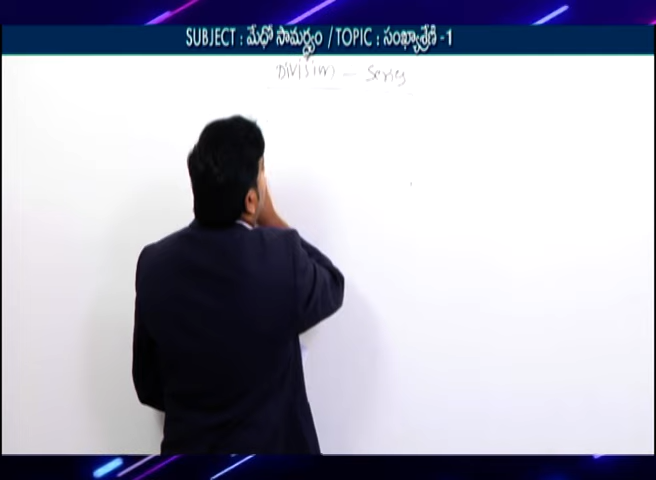 SUBJECT : మేధో సామర్థ్యం / TOPIC : సంఖ్యాశ్రేణి -1
Division - Series